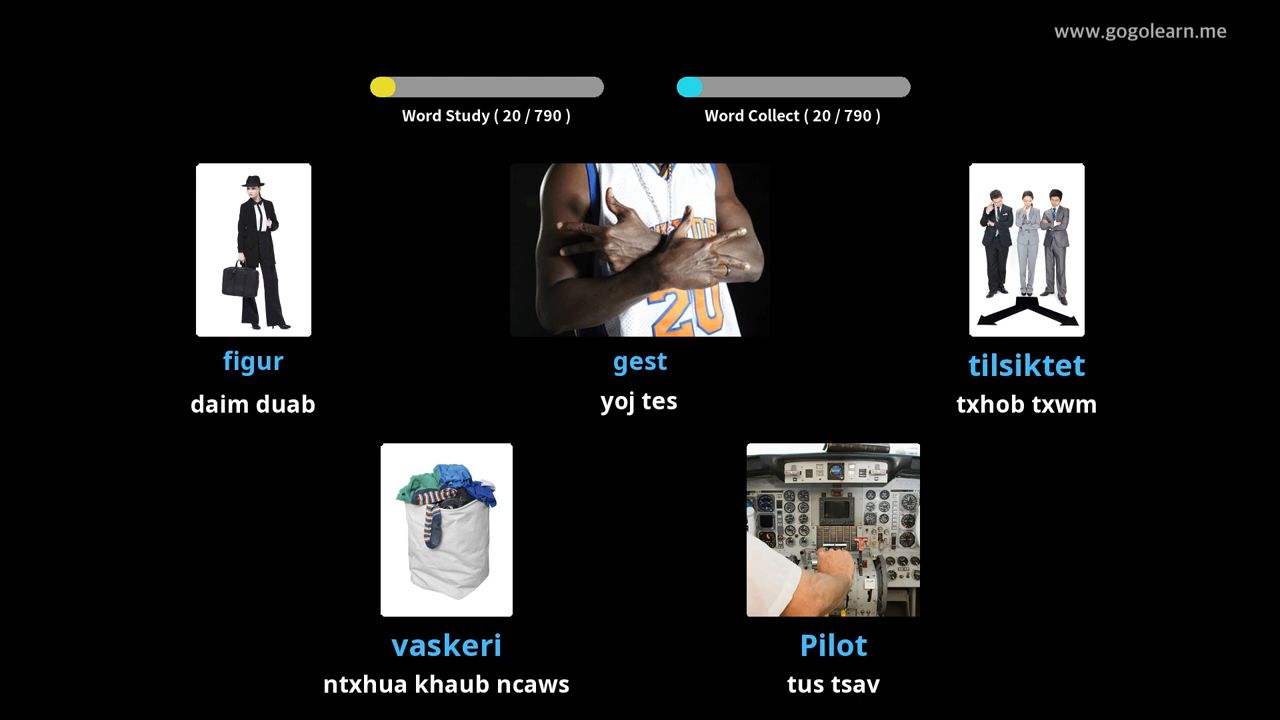 www.gogolearn.me
Word Study ( 20 / 790 )
Word Collect ( 20 / 790 )
20
figur
gest
tilsiktet
daim duab
yoj tes
txhob txwm
vaskeri
Pilot
ntxhua khaub ncaws
tus tsav